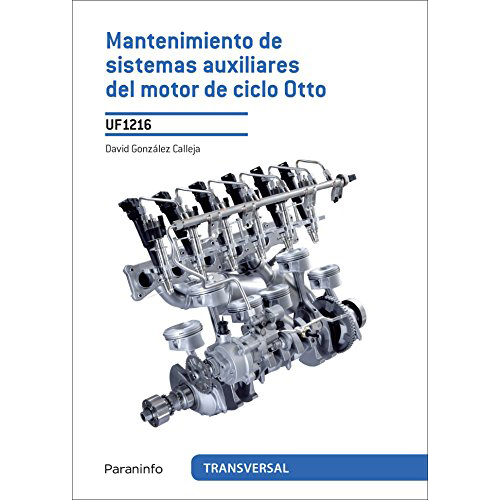 Mantenimiento de
sistemas auxiliares
del motor de ciclo Otto
UF1216
David González Calleja
Paraninfo
TRANSVERSAL